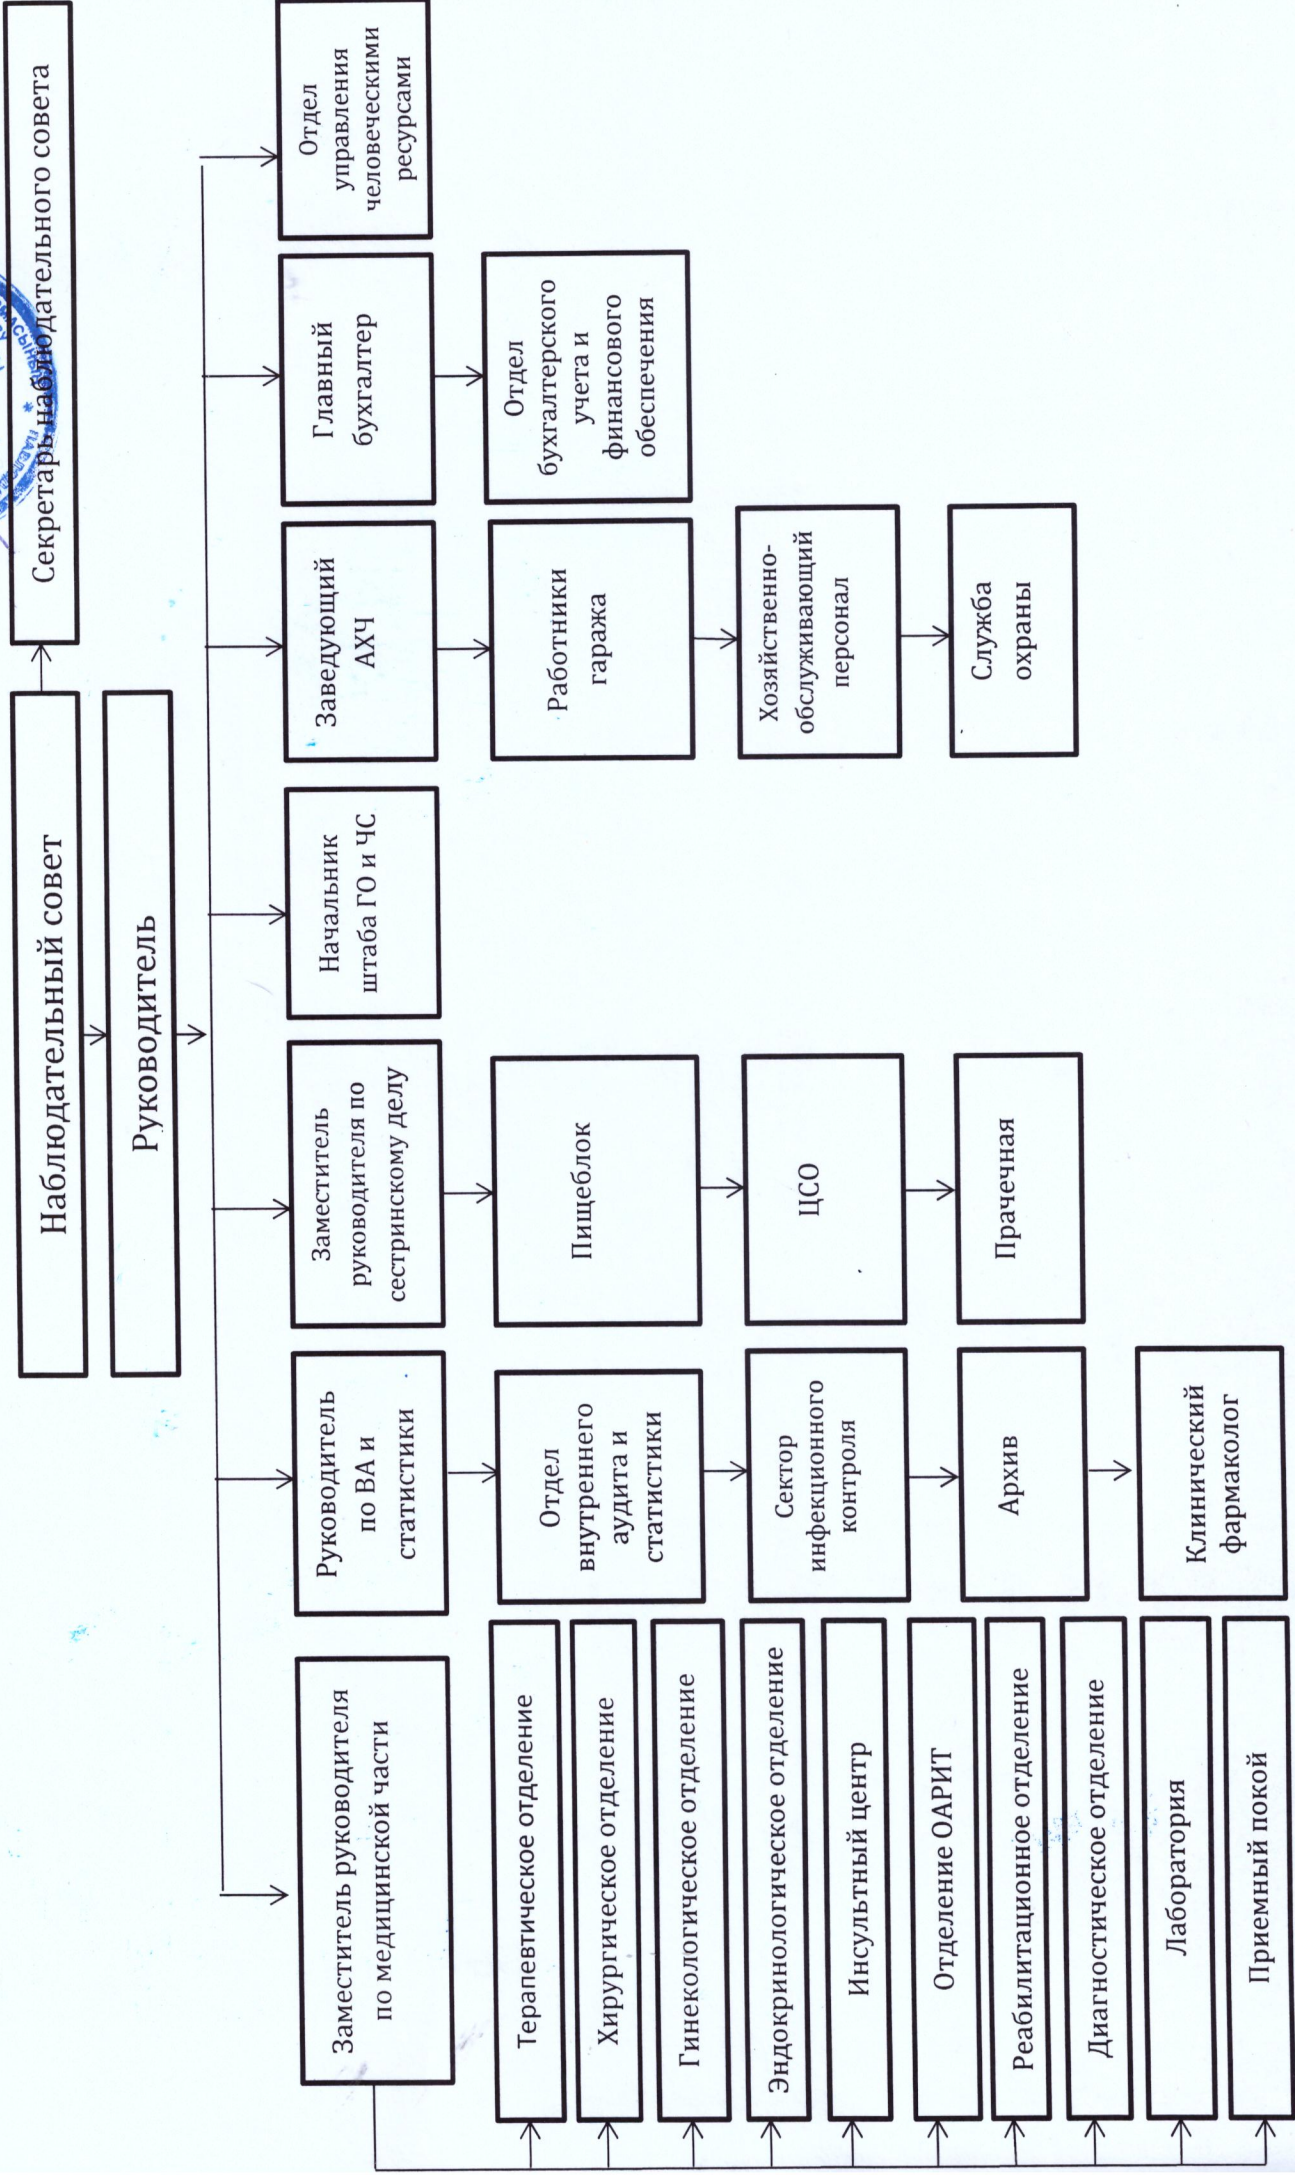 Наблюдательный совет
Секретарь наблюдательного совета
Руководитель
Заместитель руководителя
по медицинской части
Руководитель
по ВА и
статистики
Заместитель
руководителя по
сестринскому делу
Начальник
штаба ГО и ЧС
Заведующий
АХЧ
Главный
бухгалтер
Отдел
управления
человеческими
ресурсами
Терапевтическое отделение
Хирургическое отделение
Гинекологическое отделение
Эндокринологическое отделение
Инсультный центр
Отделение ОАРИТ
Реабилитационное отделение
Диагностическое отделение
Лаборатория
Приемный покой
Отдел
внутреннего
аудита и
статистики
Сектор
инфекционного
контроля
Архив
Клинический
фармаколог
Пищеблок
ЦСО
Прачечная
Работники
гаража
Хозяйственно-
обслуживающий
персонал
Служба
охраны
Отдел
бухгалтерского
учета и
финансового
обеспечения